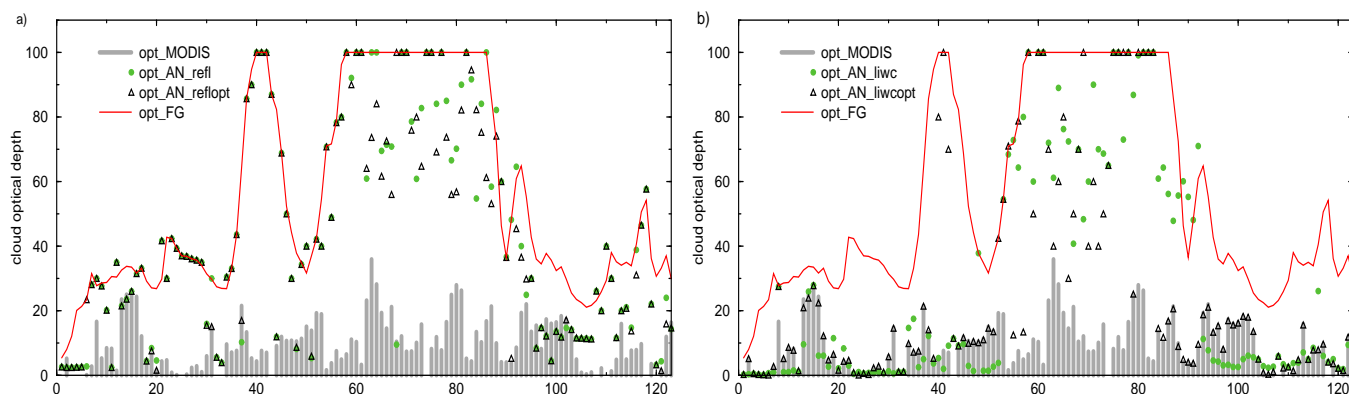 a)
cloud optical depth
100
80
60
40
20
0
opt_MODIS
opt_AN_refl
opt_AN_reflopt
opt_FG
0 20 40 60 80 100 120
b)
cloud optical depth
100
80
60
40
20
0
opt_MODIS
opt_AN_liwc
opt_AN_liwcopt
opt_FG
0 20 40 60 80 100 120